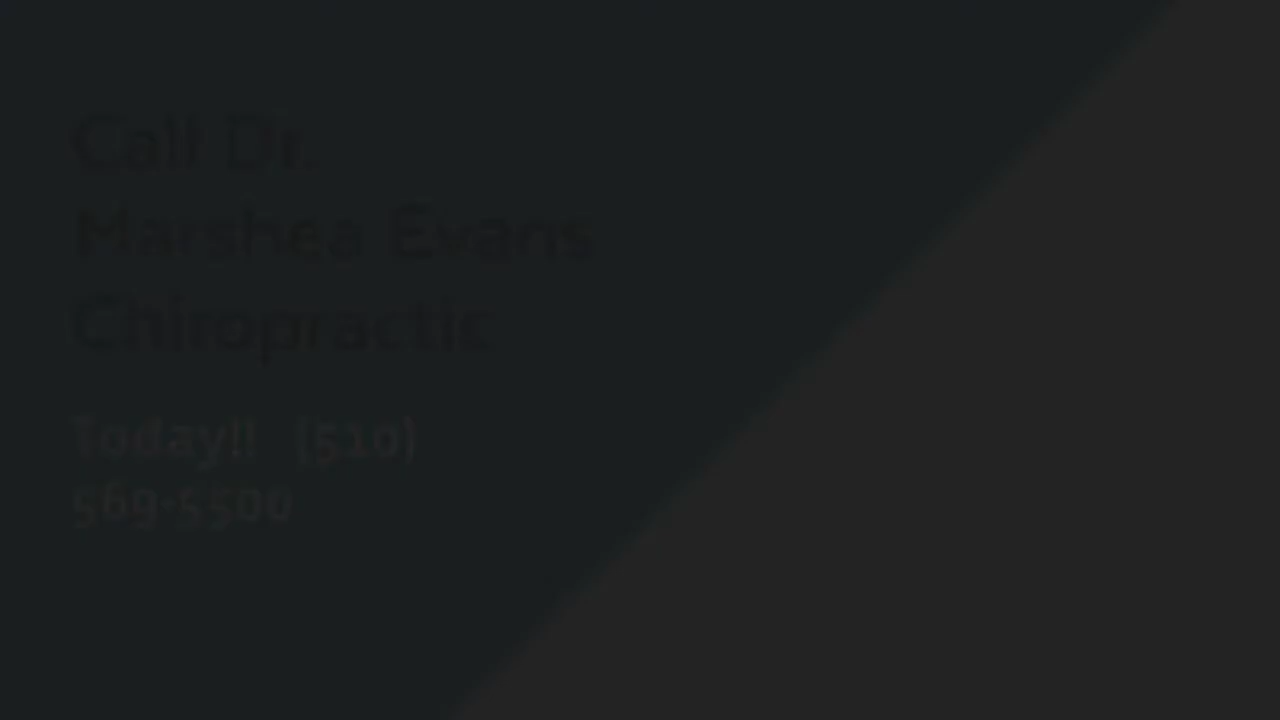 Call Dr.
Marshea Evans
Chiropractic
Today!! (510)
569-5500